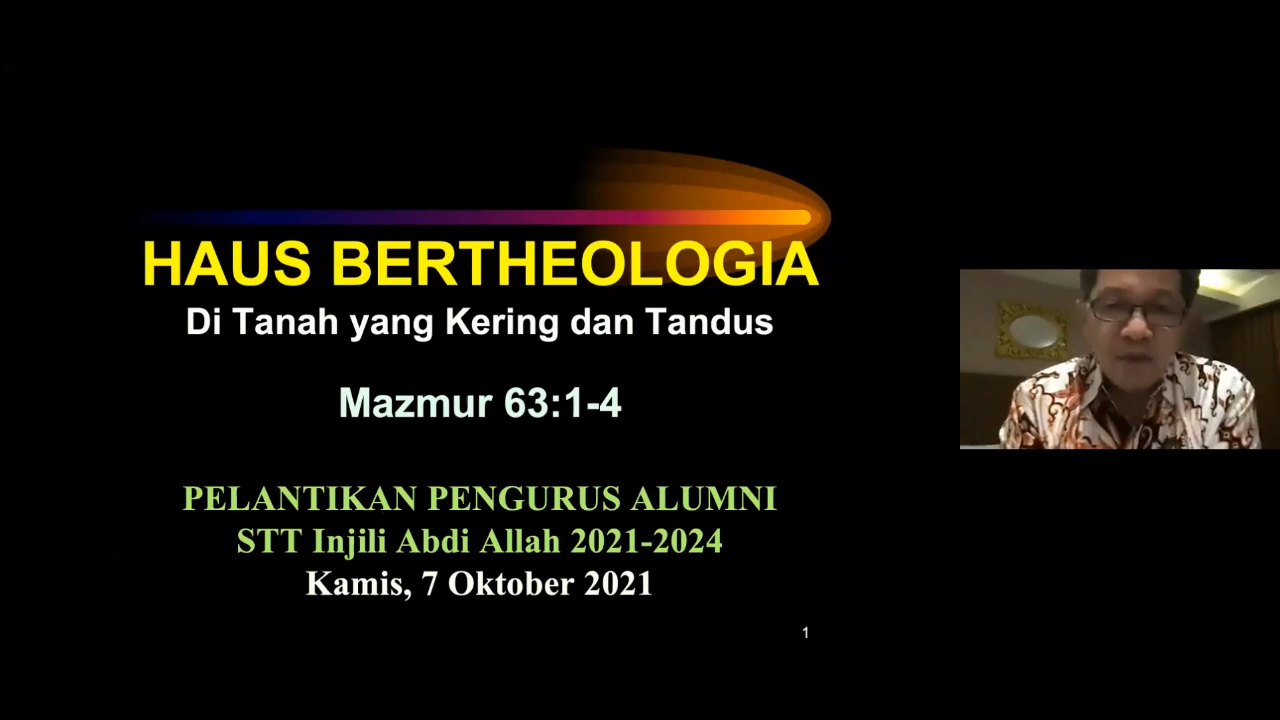 HAUS BERTHEOLOGIA
Di Tanah yang Kering dan Tandus
Mazmur 63:1-4
PELANTIKAN PENGURUS ALUMNI
STT Injili Abdi Allah 2021-2024
Kamis, 7 Oktober 2021
1